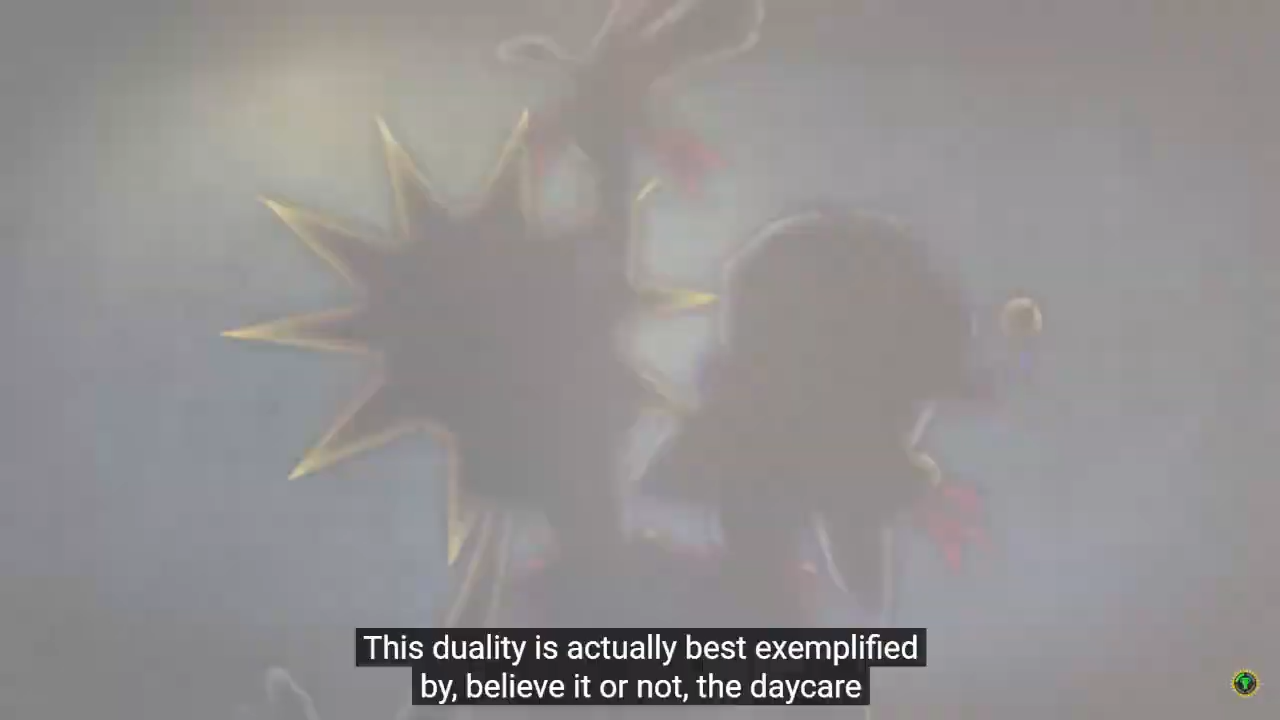 This duality is actually best exemplified
by, believe it or not, the daycare